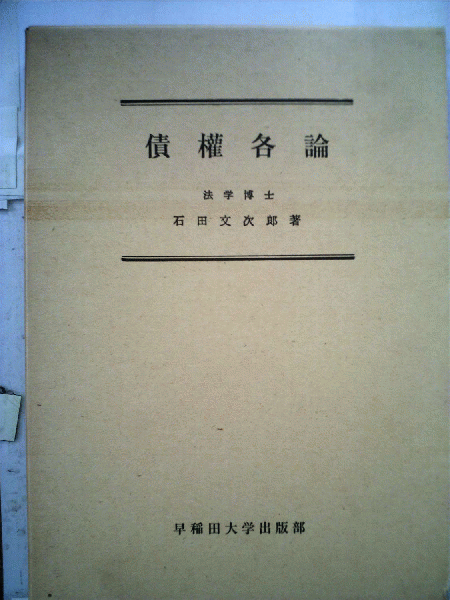 債權各論
法学博士
石田文次郎著
早稲田大学出版部